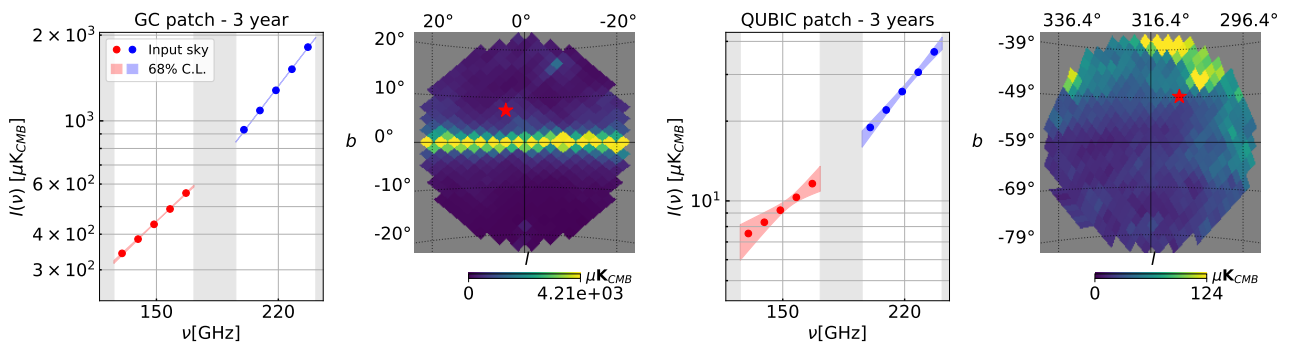 GC patch - 3 year
I(ν) [μK_CMB]
2 × 10³
10³
6 × 10²
4 × 10²
3 × 10²
Input sky
68% C.L.
150
220
ν[GHz]
20° 0° 340°
b
20°
10°
0°
-10°
-20°
l
μK_CMB
0 4.21e+03
QUBIC patch - 3 years
I(ν) [μK_CMB]
10¹
150
220
ν[GHz]
336.4° 316.4° 296.4°
b
-39°
-49°
-59°
-69°
-79°
l
μK_CMB
0 124